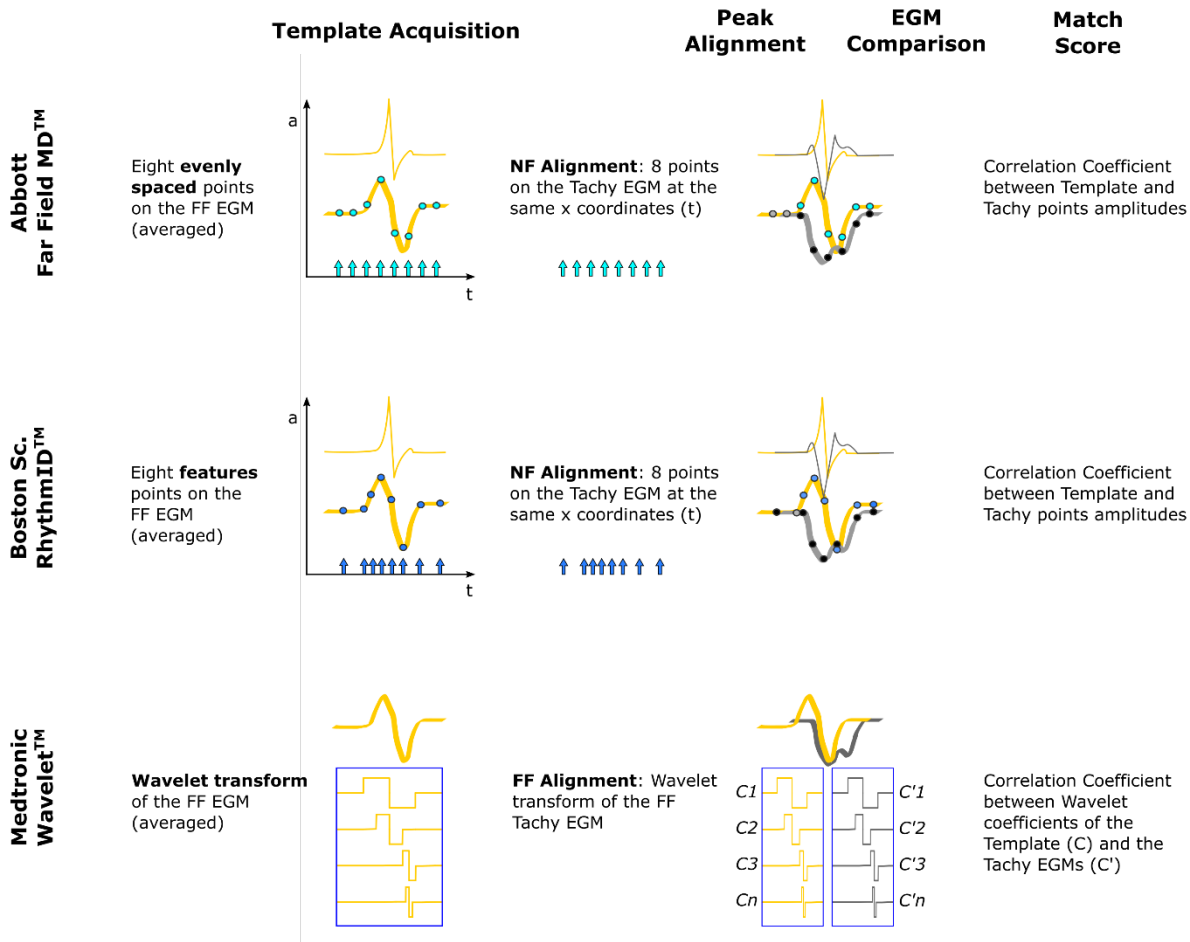 Template Acquisition
Peak
Alignment
EGM
Comparison
Match
Score
Abbott
Far Field MD™
Eight evenly
spaced points
on the FF EGM
(averaged)
a
t
NF Alignment: 8 points
on the Tachy EGM at the
same x coordinates (t)
Correlation Coefficient
between Template and
Tachy points amplitudes
Boston Sc.
RhythmID™
Eight features
points on the
FF EGM
(averaged)
a
t
NF Alignment: 8 points
on the Tachy EGM at the
same x coordinates (t)
Correlation Coefficient
between Template and
Tachy points amplitudes
Medtronic
Wavelet™
Wavelet transform
of the FF EGM
(averaged)
FF Alignment: Wavelet
transform of the FF
Tachy EGM
C1
C'1
C2
C'2
C3
C'3
Cn
C'n
Correlation Coefficient
between Wavelet
coefficients of the
Template (C) and the
Tachy EGMs (C')